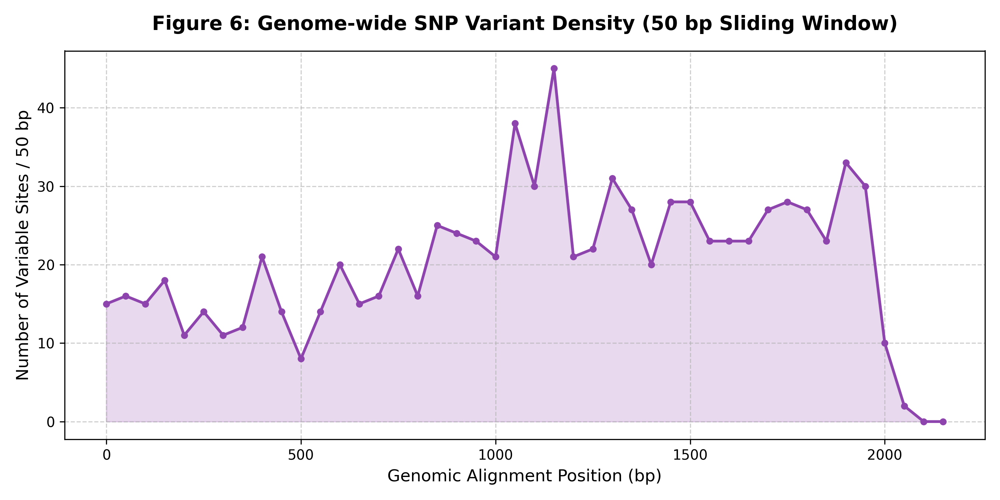 Figure 6: Genome-wide SNP Variant Density (50 bp Sliding Window)
Number of Variable Sites / 50 bp
40
30
20
10
0
0 500 1000 1500 2000
Genomic Alignment Position (bp)